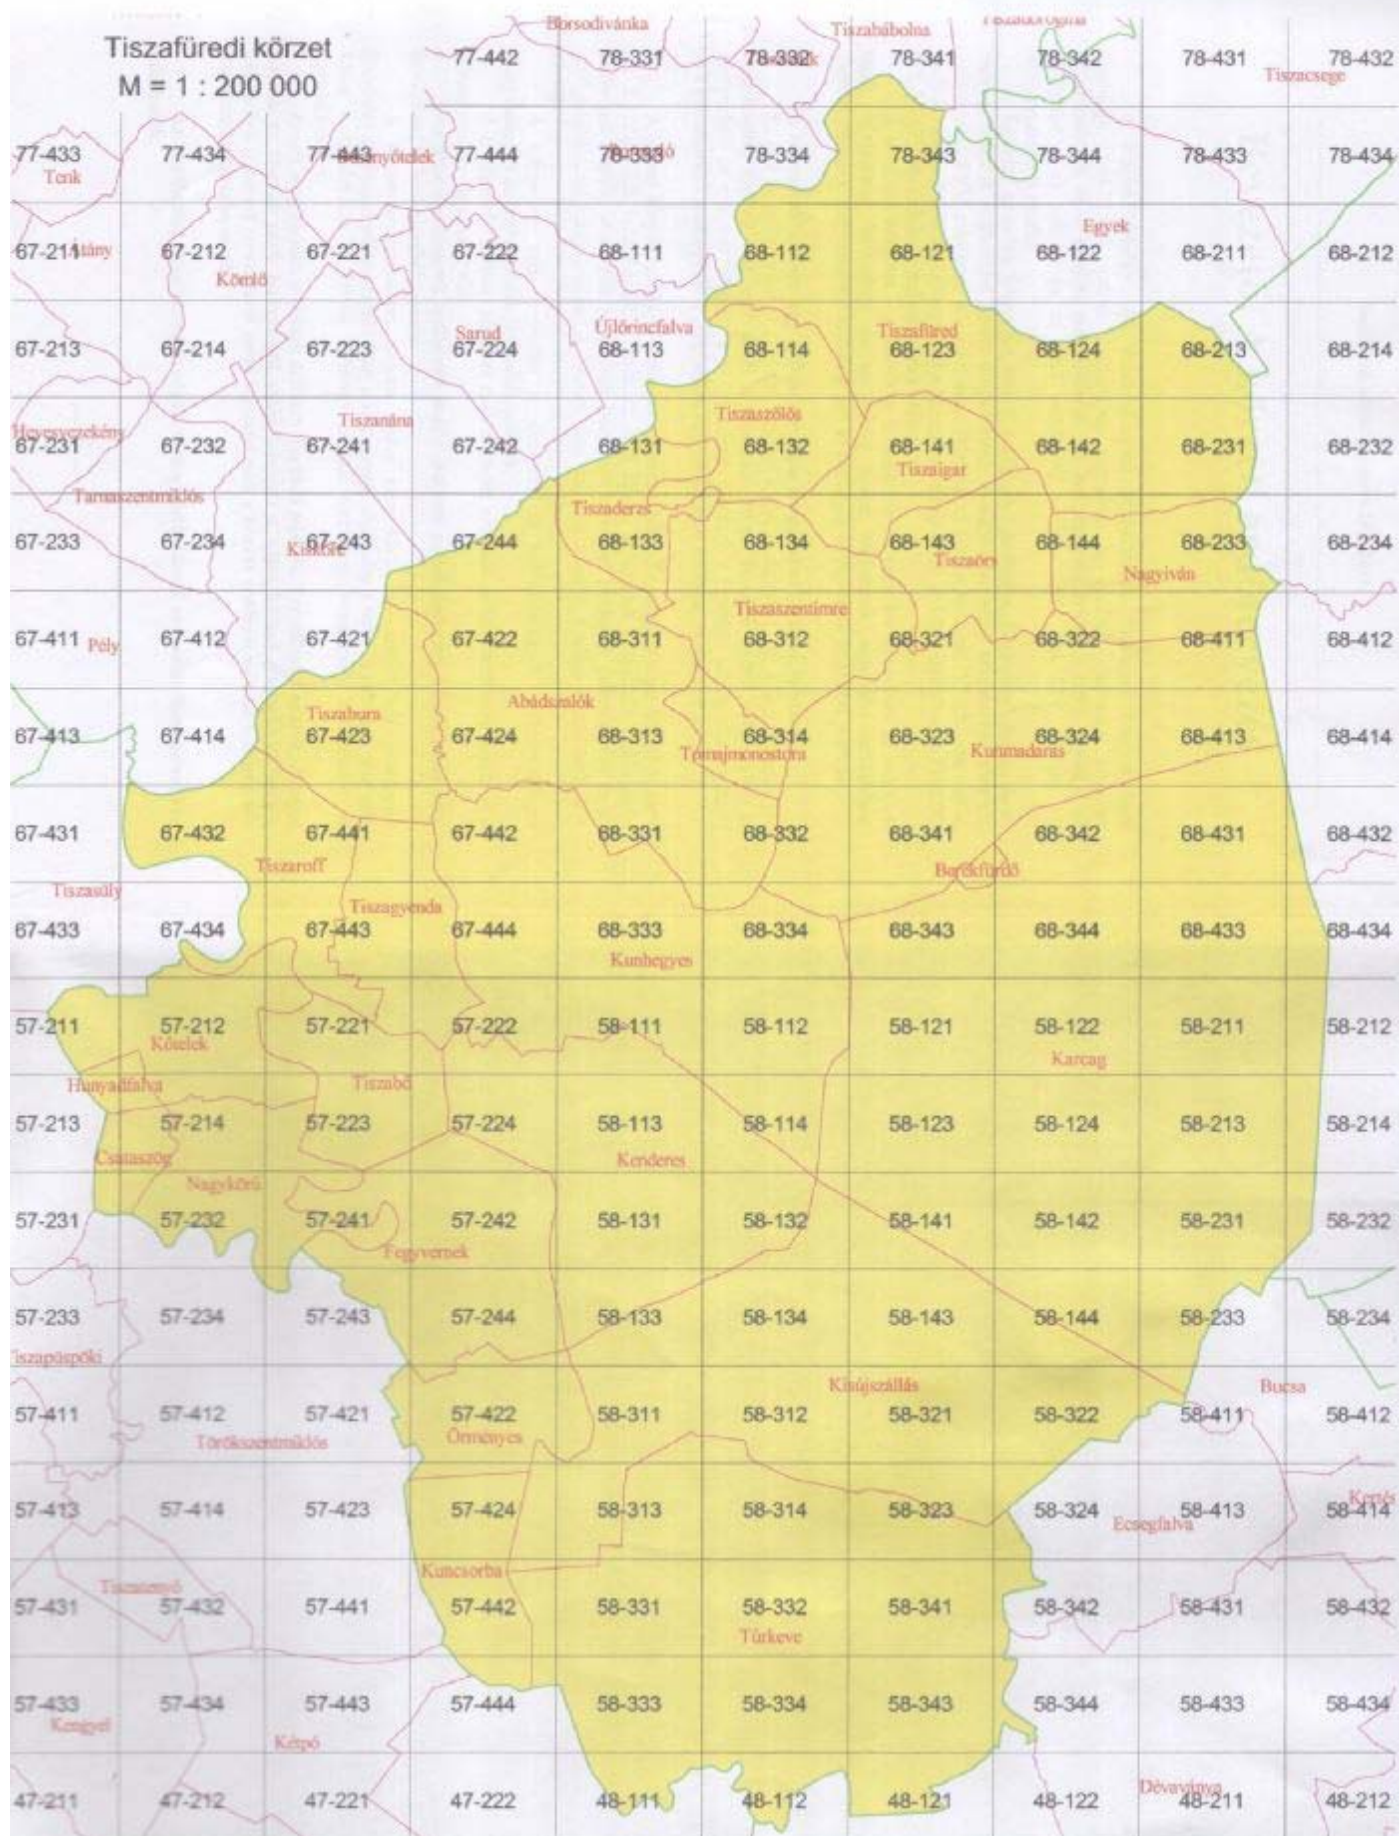 Borsodivánka
Tiszabábolna
Tiszafüredi körzet
77-442 78-331 78-332 78-341 78-342 78-431 78-432
Tiszacsege
M = 1 : 200 000
77-433 77-434 77-443 77-444 78-333 78-334 78-343 78-344 78-433 78-434
Tenk
Egyek
67-211 67-212 67-221 67-222 68-111 68-112 68-121 68-122 68-211 68-212
Átány
Kömlő
Sarud Újlőrincfalva Tiszafüred
67-213 67-214 67-223 67-224 68-113 68-114 68-123 68-124 68-213 68-214
Tiszanána Tiszaszőlős
Hevesvezekény
67-231 67-232 67-241 67-242 68-131 68-132 68-141 68-142 68-231 68-232
Tiszaigar
Tarnaszentmiklós
Tiszaderzs
67-233 67-234 67-243 67-244 68-133 68-134 68-143 68-144 68-233 68-234
Kisköre
Tiszaörs Nagyiván
Tiszaszentimre
67-411 67-412 67-421 67-422 68-311 68-312 68-321 68-322 68-411 68-412
Pély
Abádszalók
Tiszabura
67-413 67-414 67-423 67-424 68-313 68-314 68-323 68-324 68-413 68-414
Tomajmonostora Kunmadaras
67-431 67-432 67-441 67-442 68-331 68-332 68-341 68-342 68-431 68-432
Tiszaroff Berekfürdő
Tiszasüly
Tiszagyenda
67-433 67-434 67-443 67-444 68-333 68-334 68-343 68-344 68-433 68-434
Kunhegyes
57-211 57-212 57-221 57-222 58-111 58-112 58-121 58-122 58-211 58-212
Kőtelek
Karcag
Hunyadfalva Tiszabő
57-213 57-214 57-223 57-224 58-113 58-114 58-123 58-124 58-213 58-214
Csataszög Kenderes
Nagykörű
57-231 57-232 57-241 57-242 58-131 58-132 58-141 58-142 58-231 58-232
Fegyvernek
57-233 57-234 57-243 57-244 58-133 58-134 58-143 58-144 58-233 58-234
Tiszapüspöki
Kisújszállás Bucsa
57-411 57-412 57-421 57-422 58-311 58-312 58-321 58-322 58-411 58-412
Törökszentmiklós Örményes
57-413 57-414 57-423 57-424 58-313 58-314 58-323 58-324 58-413 58-414
Ecsegfalva
Kuncsorba
Tiszatenyő
57-431 57-432 57-441 57-442 58-331 58-332 58-341 58-342 58-431 58-432
Túrkeve
57-433 57-434 57-443 57-444 58-333 58-334 58-343 58-344 58-433 58-434
Kengyel
Kétpó
Dévaványa
47-211 47-212 47-221 47-222 48-111 48-112 48-121 48-122 48-211 48-212